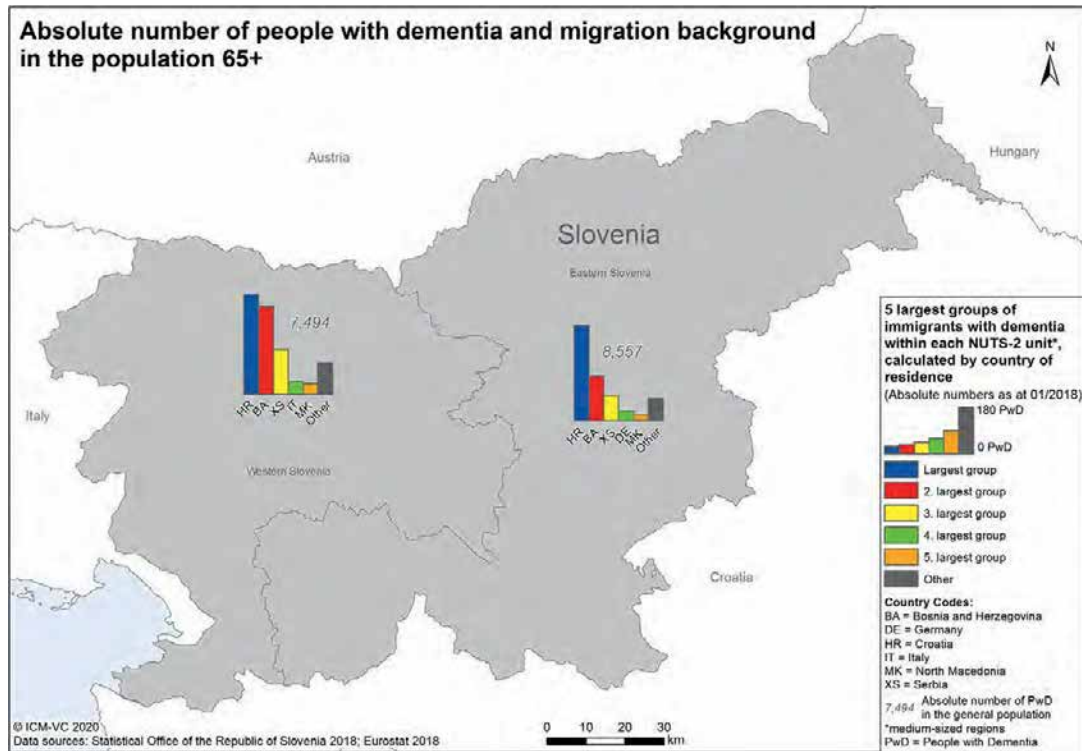 Absolute number of people with dementia and migration background
in the population 65+
N
Austria
Hungary
Slovenia
Eastern Slovenia
7,494
HR
BA
XS
IT
MK
Other
8,557
HR
BA
XS
DE
MK
Other
Italy
Western Slovenia
Croatia
5 largest groups of
immigrants with dementia
within each NUTS-2 unit*,
calculated by country of
residence
(Absolute numbers as at 01/2018)
180 PwD
0 PwD
Largest group
2. largest group
3. largest group
4. largest group
5. largest group
Other
Country Codes:
BA = Bosnia and Herzegovina
DE = Germany
HR = Croatia
IT = Italy
MK = North Macedonia
XS = Serbia
7,494 Absolute number of PwD
in the general population
*medium-sized regions
PwD = People with Dementia
© ICM-VC 2020
Data sources: Statistical Office of the Republic of Slovenia 2018; Eurostat 2018
0 10 20 30
km